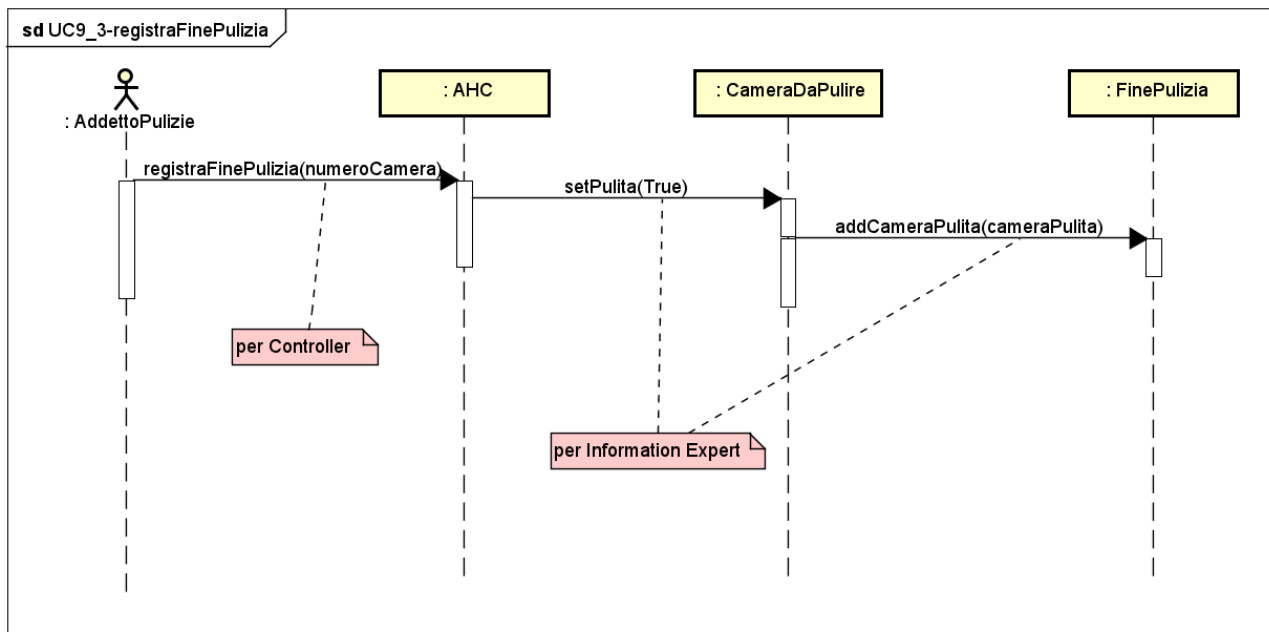 sd UC9_3-registraFinePulizia
: AddettoPulizie
: AHC
: CameraDaPulire
: FinePulizia
registraFinePulizia(numeroCamera)
setPulita(True)
addCameraPulita(cameraPulita)
per Controller
per Information Expert